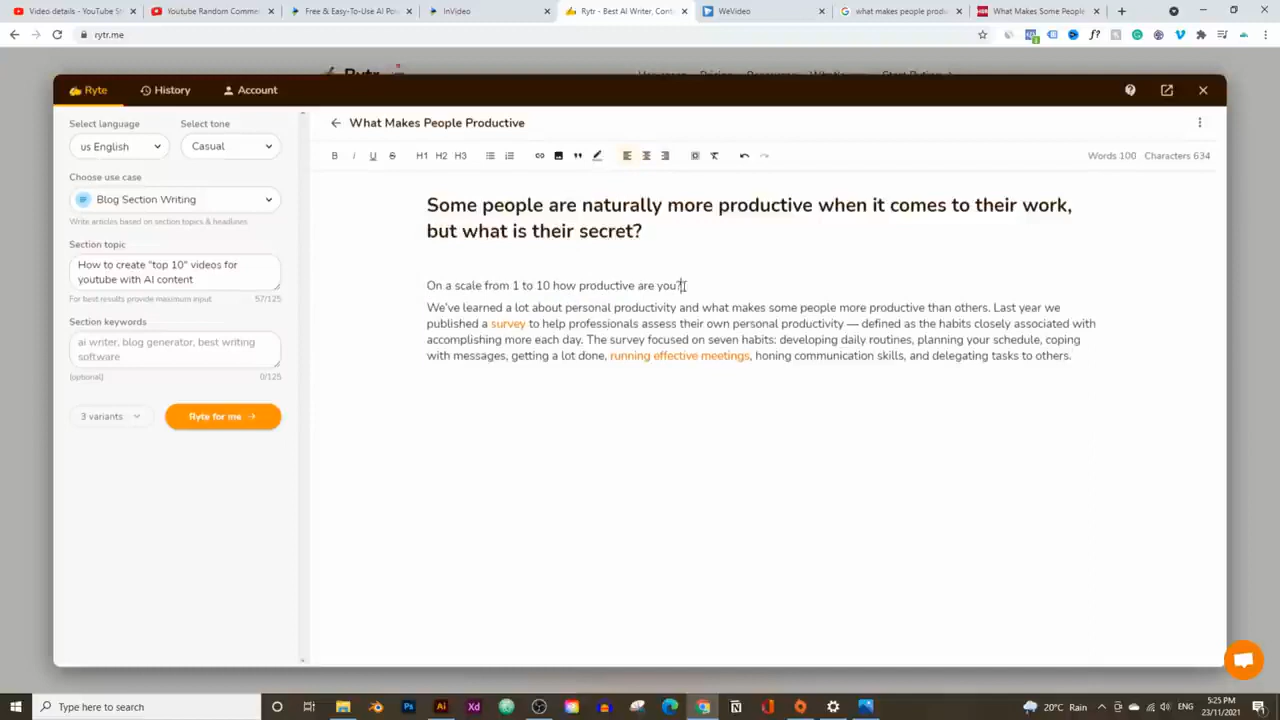 Video details - YouTube St
Youtube Random Comme
Free & Easy-To-Use AI Po
InVideo
Rytr - Best AI Writer, Cont
WeVideo
what makes people produ
What Makes Some People
rytr.me
Ryte
History
Account
Select language
Select tone
us English
Casual
Choose use case
Blog Section Writing
Write articles based on section topics & headlines
Section topic
How to create "top 10" videos for
youtube with AI content
For best results provide maximum input
57/125
Section keywords
ai writer, blog generator, best writing
software
(optional)
0/125
3 variants
Ryte for me →
What Makes People Productive
B I U S H1 H2 H3
Words 100 Characters 634
Some people are naturally more productive when it comes to their work,
but what is their secret?
On a scale from 1 to 10 how productive are you?
We've learned a lot about personal productivity and what makes some people more productive than others. Last year we
published a survey to help professionals assess their own personal productivity — defined as the habits closely associated with
accomplishing more each day. The survey focused on seven habits: developing daily routines, planning your schedule, coping
with messages, getting a lot done, running effective meetings, honing communication skills, and delegating tasks to others.
Type here to search
20°C Rain
ENG
5:25 PM
23/11/2021